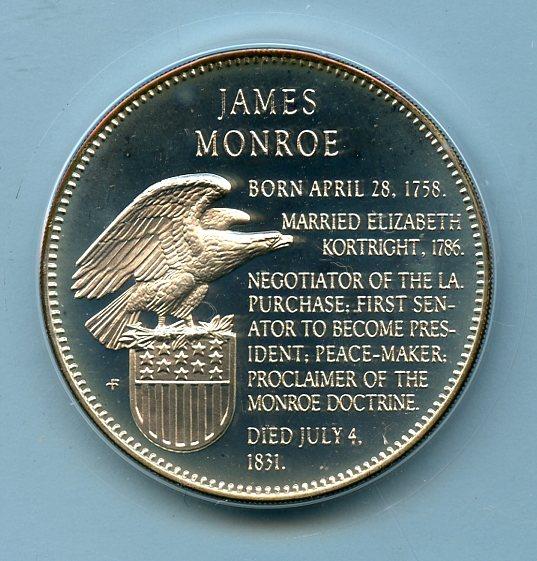 JAMES
MONROE
BORN APRIL 28, 1758.
MARRIED ELIZABETH
KORTRIGHT, 1786.
NEGOTIATOR OF THE LA.
PURCHASE; FIRST SEN-
ATOR TO BECOME PRES-
IDENT; PEACE-MAKER;
PROCLAIMER OF THE
MONROE DOCTRINE.
DIED JULY 4,
1831.